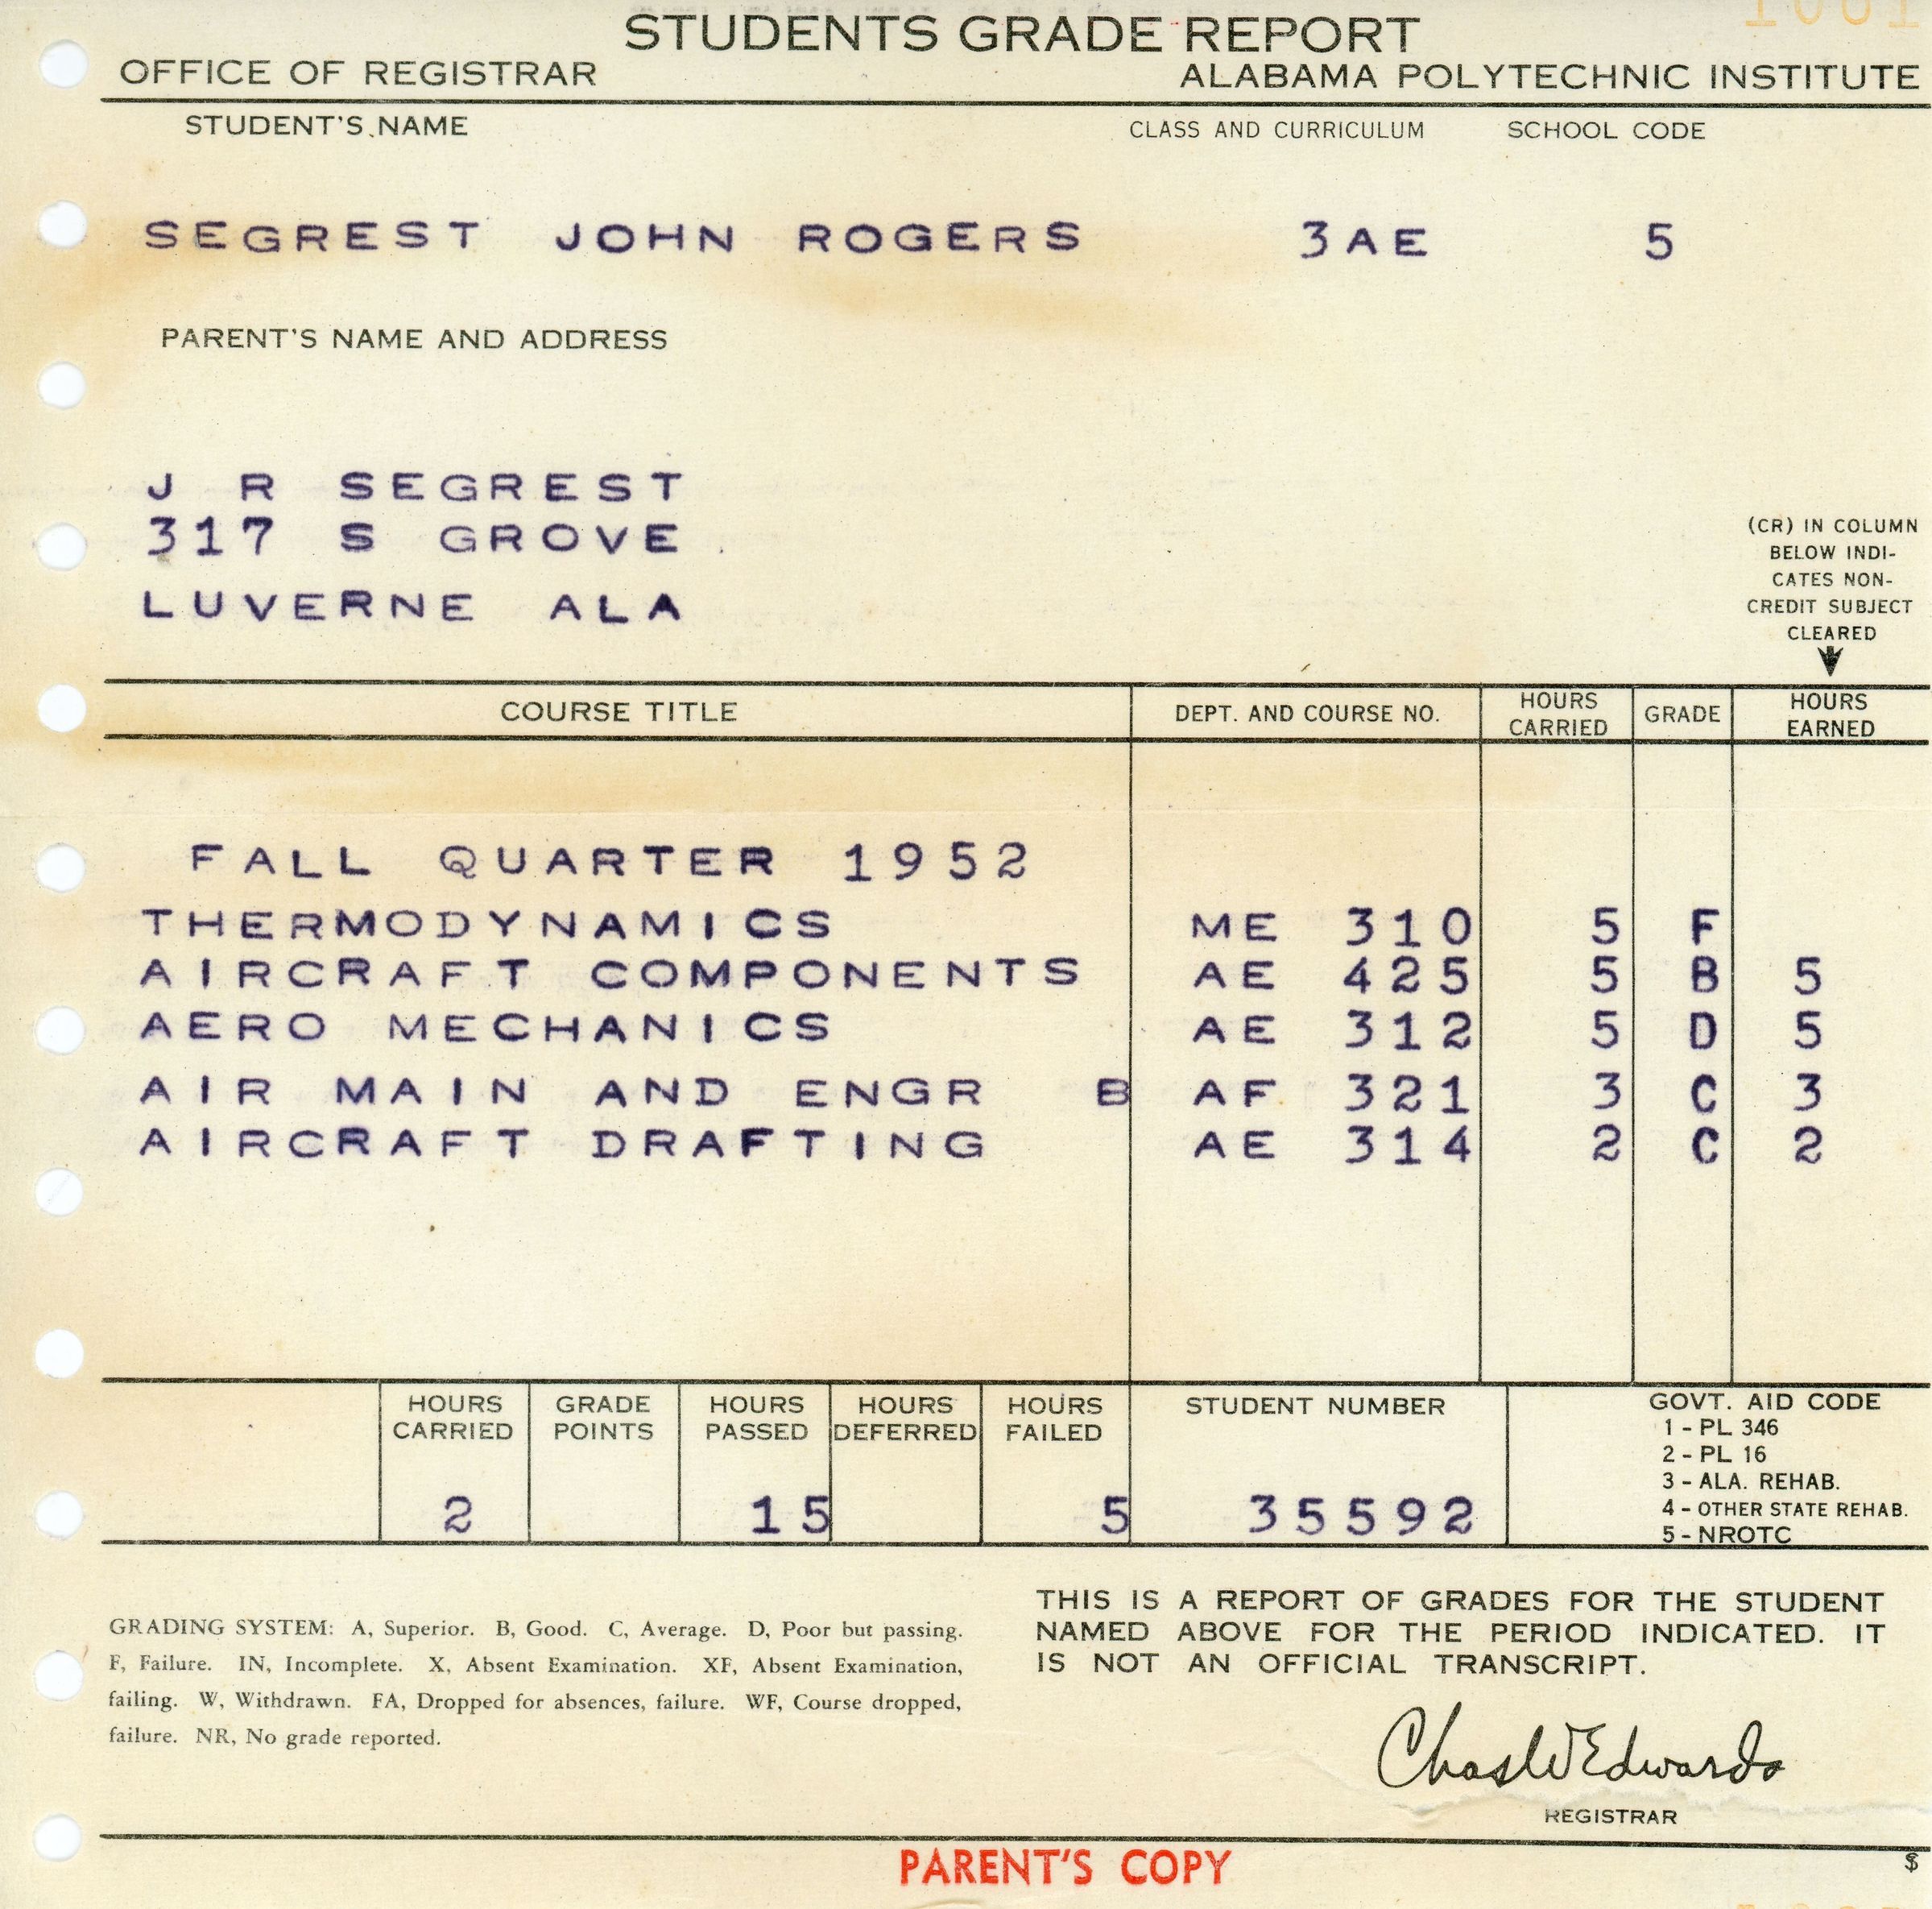 STUDENTS GRADE REPORT
OFFICE OF REGISTRAR ALABAMA POLYTECHNIC INSTITUTE
STUDENT'S NAME CLASS AND CURRICULUM SCHOOL CODE
SEGREST JOHN ROGERS 3AE 5
PARENT'S NAME AND ADDRESS
J R SEGREST
317 S GROVE
LUVERNE ALA
(CR) IN COLUMN
BELOW INDI-
CATES NON-
CREDIT SUBJECT
CLEARED
COURSE TITLE DEPT. AND COURSE NO. HOURS CARRIED GRADE HOURS EARNED
FALL QUARTER 1952
THERMODYNAMICS ME 310 5 F
AIRCRAFT COMPONENTS AE 425 5 B 5
AERO MECHANICS AE 312 5 D 5
AIR MAIN AND ENGR B AF 321 3 C 3
AIRCRAFT DRAFTING AE 314 2 C 2
HOURS CARRIED GRADE POINTS HOURS PASSED HOURS DEFERRED HOURS FAILED STUDENT NUMBER
2 15 5 35592
GOVT. AID CODE
1 - PL 346
2 - PL 16
3 - ALA. REHAB.
4 - OTHER STATE REHAB.
5 - NROTC
GRADING SYSTEM: A, Superior. B, Good. C, Average. D, Poor but passing.
F, Failure. IN, Incomplete. X, Absent Examination. XF, Absent Examination,
failing. W, Withdrawn. FA, Dropped for absences, failure. WF, Course dropped,
failure. NR, No grade reported.
THIS IS A REPORT OF GRADES FOR THE STUDENT
NAMED ABOVE FOR THE PERIOD INDICATED. IT
IS NOT AN OFFICIAL TRANSCRIPT.
Chas W Edwards
REGISTRAR
PARENT'S COPY
$